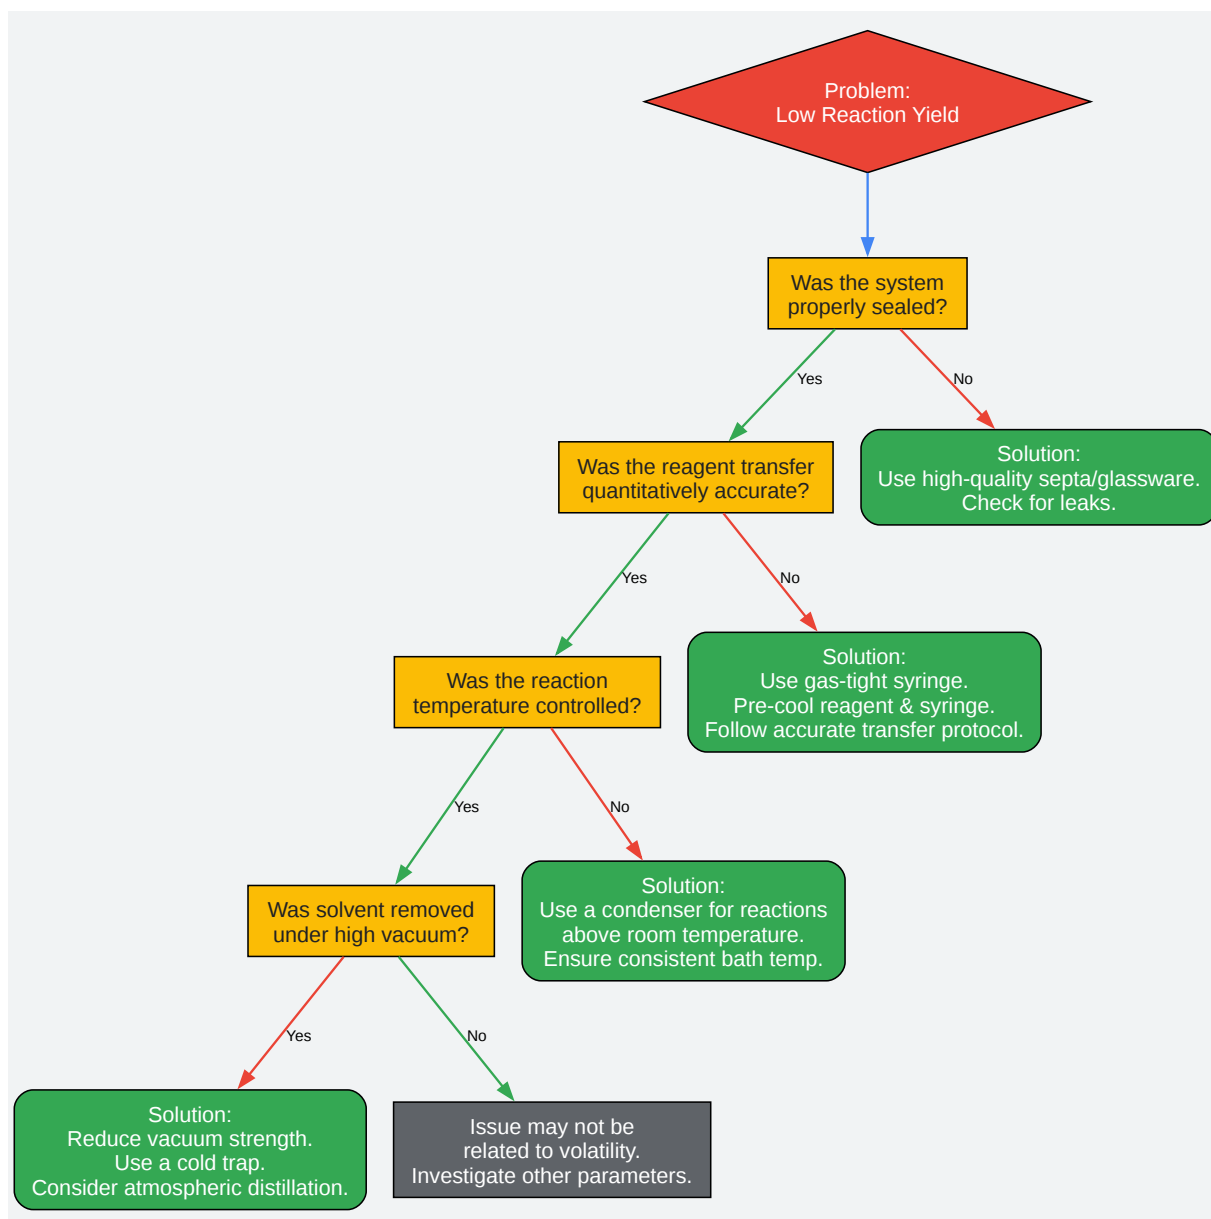 Problem:
Low Reaction Yield
Was the system
properly sealed?
Yes
No
Was the reagent transfer
quantitatively accurate?
Solution:
Use high-quality septa/glassware.
Check for leaks.
Yes
No
Was the reaction
temperature controlled?
Solution:
Use gas-tight syringe.
Pre-cool reagent & syringe.
Follow accurate transfer protocol.
Yes
No
Was solvent removed
under high vacuum?
Solution:
Use a condenser for reactions
above room temperature.
Ensure consistent bath temp.
Yes
No
Solution:
Reduce vacuum strength.
Use a cold trap.
Consider atmospheric distillation.
Issue may not be
related to volatility.
Investigate other parameters.